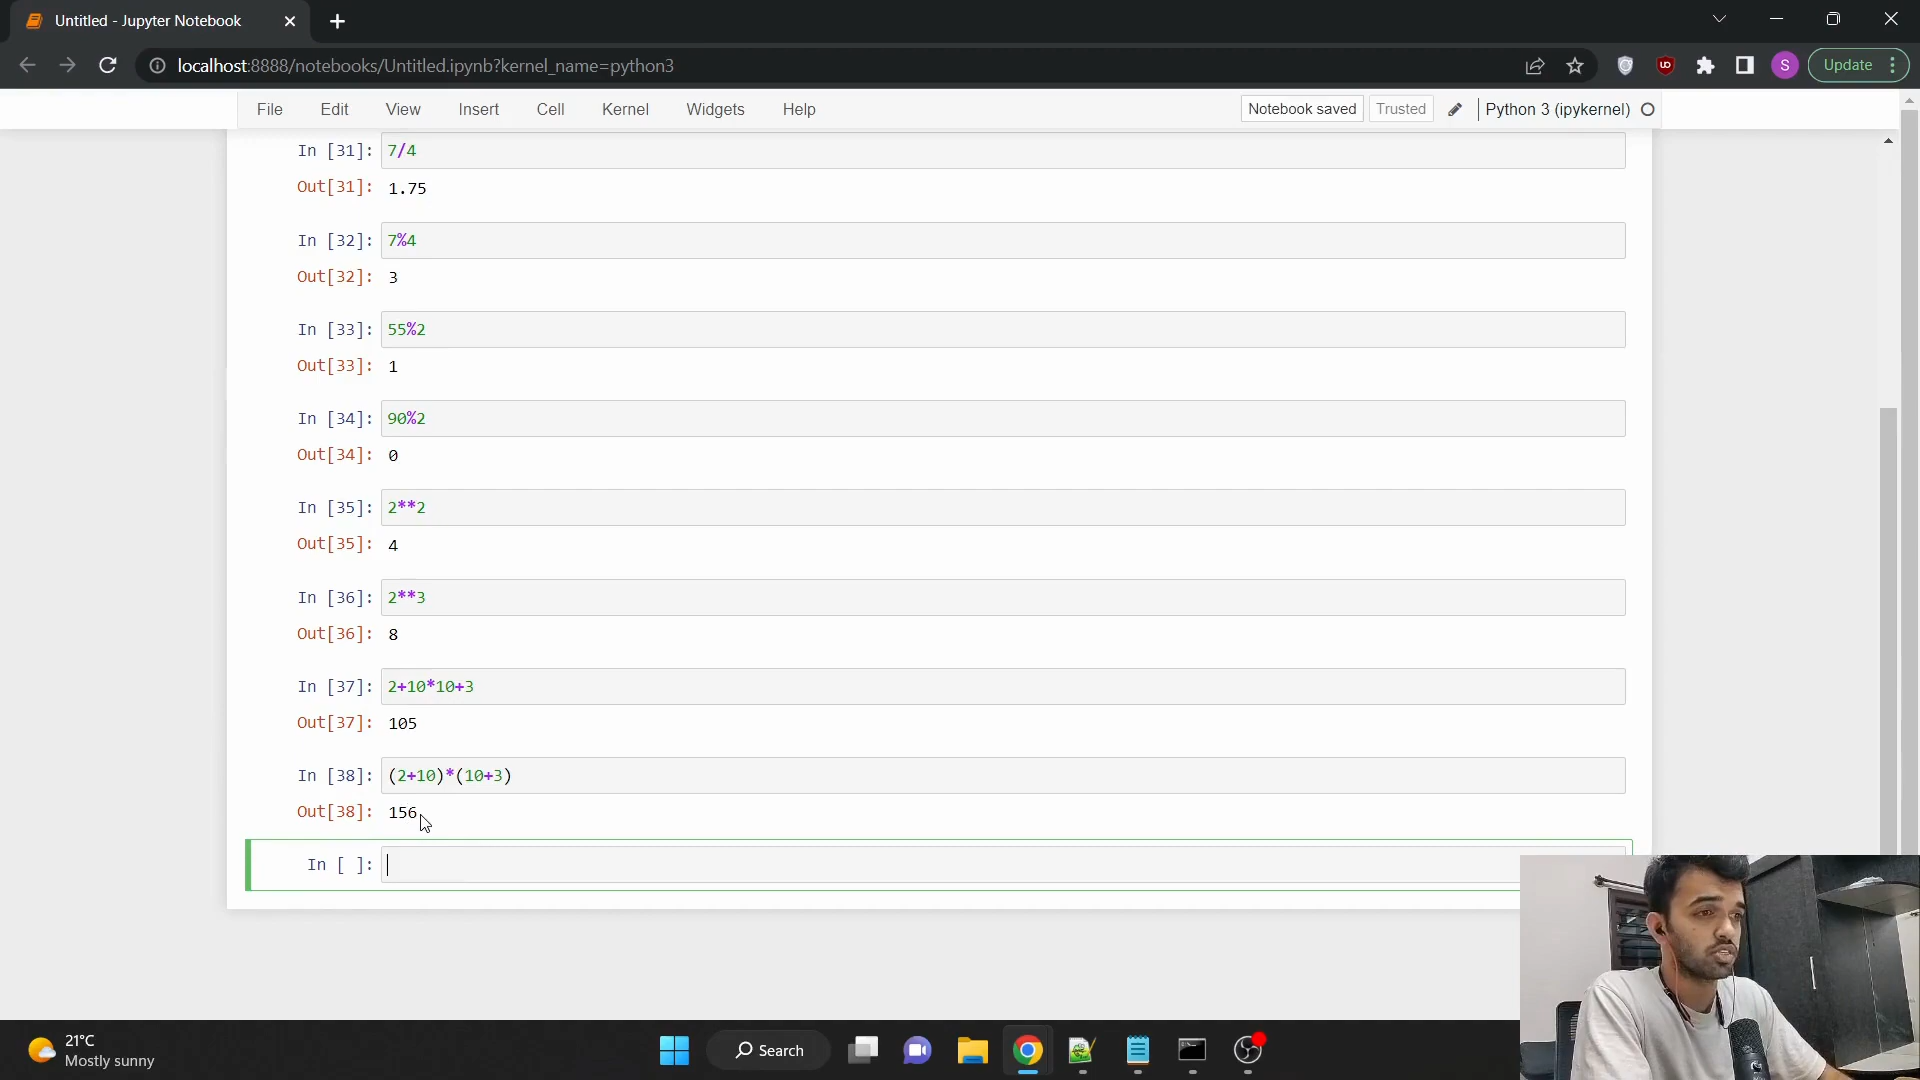 Untitled - Jupyter Notebook
localhost:8888/notebooks/Untitled.ipynb?kernel_name=python3
S
Update
File Edit View Insert Cell Kernel Widgets Help
Notebook saved Trusted Python 3 (ipykernel)
In [31]: 7/4
Out[31]: 1.75
In [32]: 7%4
Out[32]: 3
In [33]: 55%2
Out[33]: 1
In [34]: 90%2
Out[34]: 0
In [35]: 2**2
Out[35]: 4
In [36]: 2**3
Out[36]: 8
In [37]: 2+10*10+3
Out[37]: 105
In [38]: (2+10)*(10+3)
Out[38]: 156
In [ ]:
21°C
Mostly sunny
Search